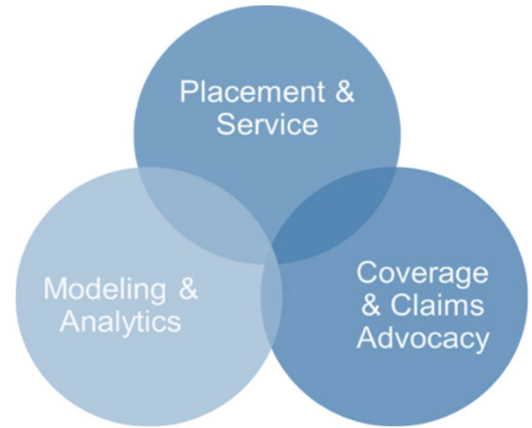 Placement &
Service
Modeling &
Analytics
Coverage
& Claims
Advocacy